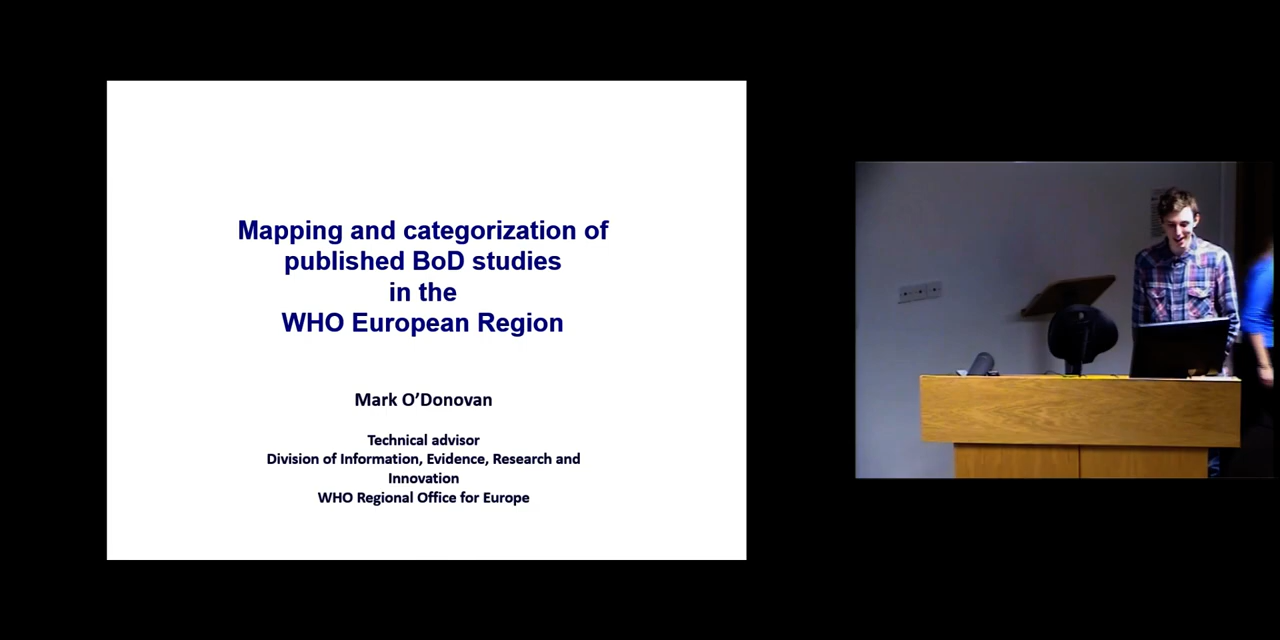 Mapping and categorization of
published BoD studies
in the
WHO European Region
Mark O’Donovan
Technical advisor
Division of Information, Evidence, Research and
Innovation
WHO Regional Office for Europe